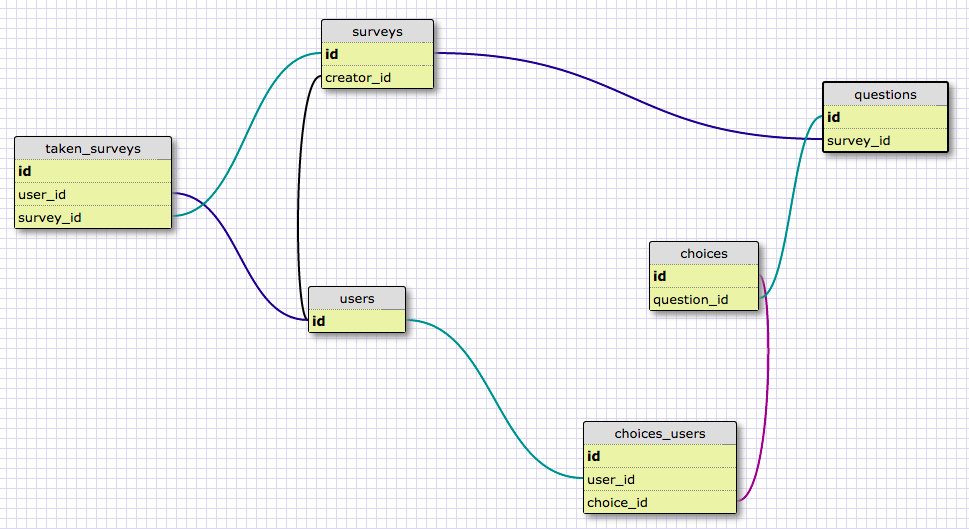 surveys
id
creator_id
questions
id
survey_id
taken_surveys
id
user_id
survey_id
choices
id
question_id
users
id
choices_users
id
user_id
choice_id